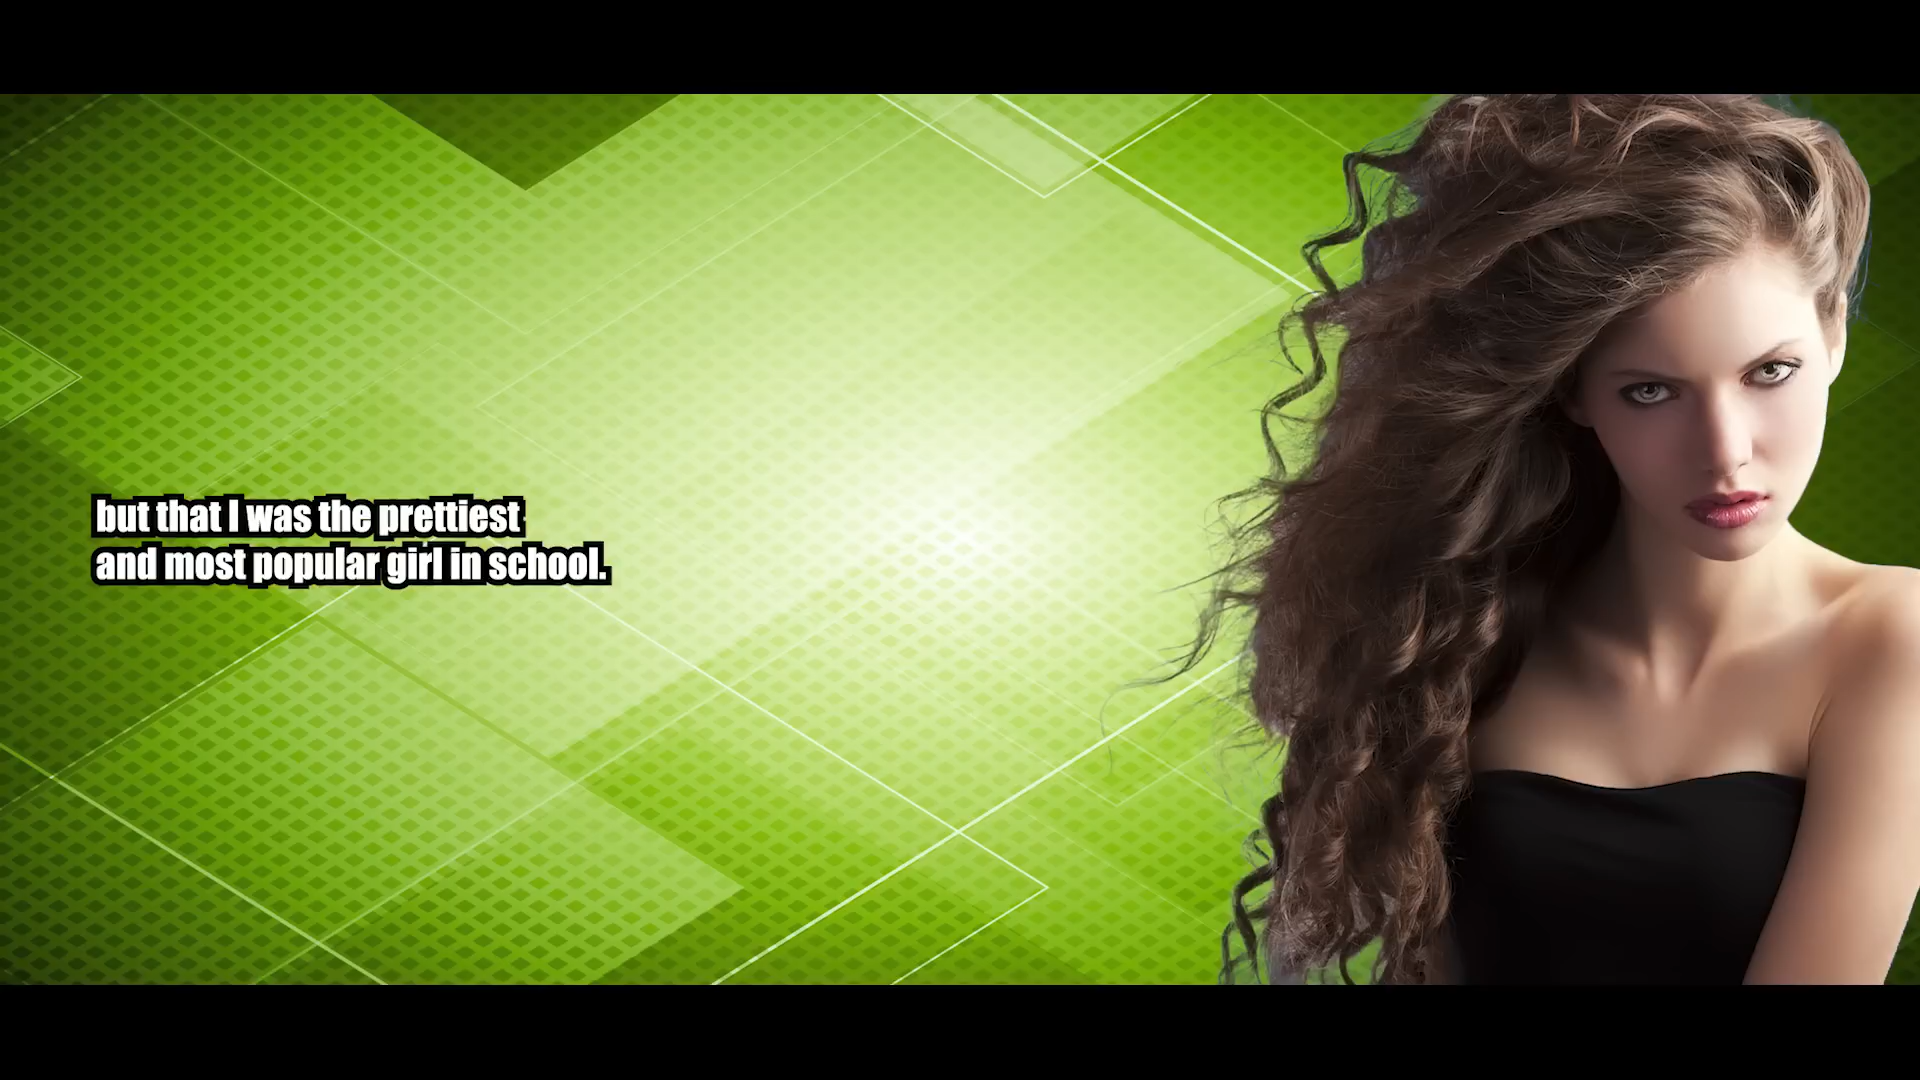 but that I was the prettiest
and most popular girl in school.